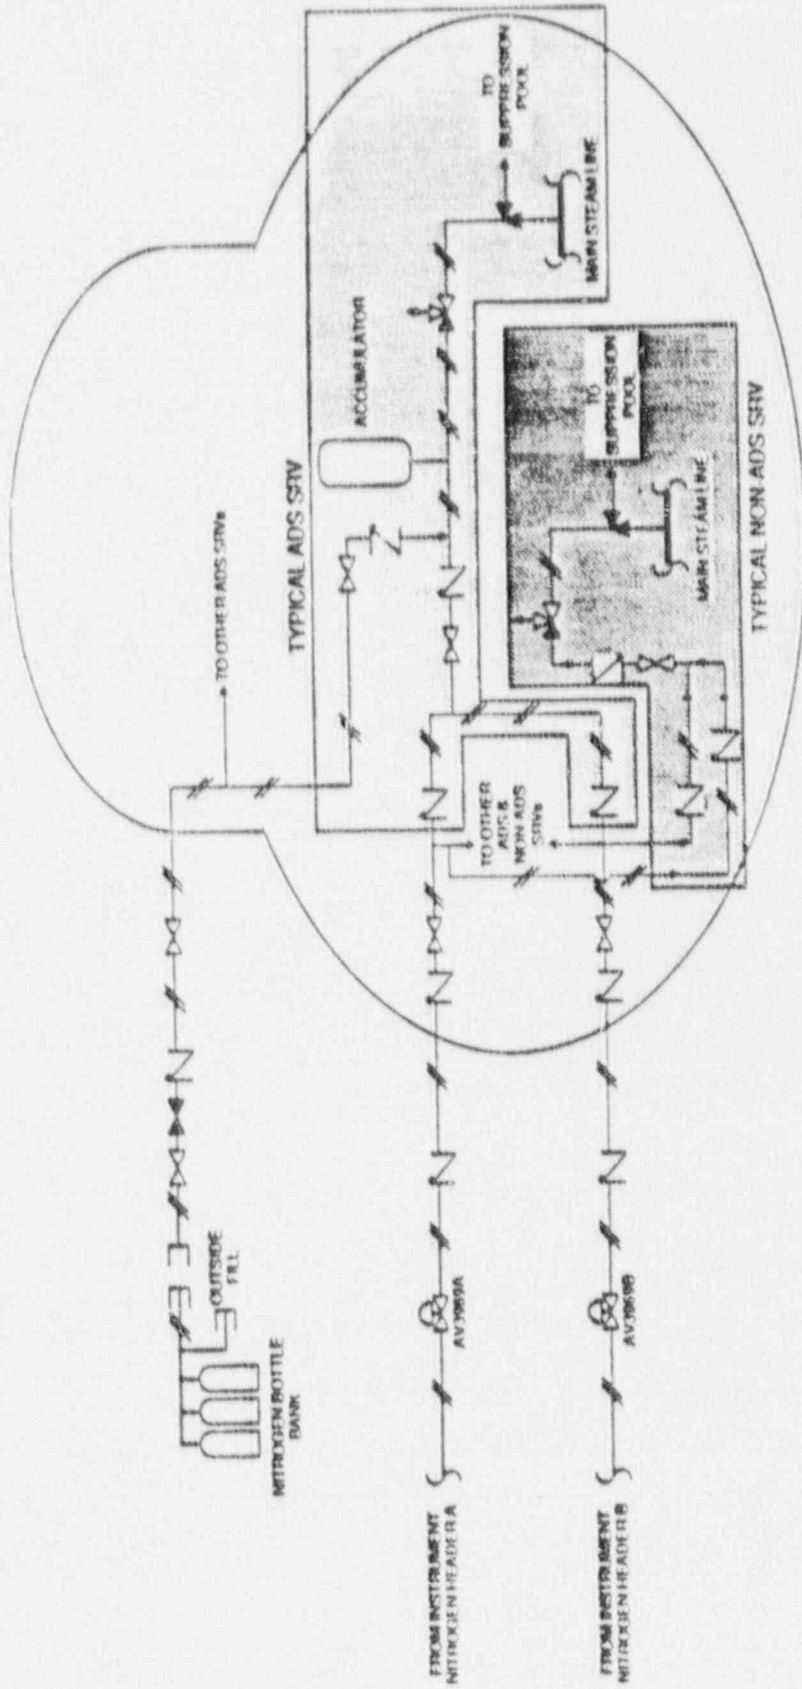 TO
SUPPRESSION
POOL
MAIN STEAM LINE
ACCUMULATOR
TYPICAL ADS SRV
TO OTHER ADS SRVs
TO
SUPPRESSION
POOL
MAIN STEAM LINE
TYPICAL NON-ADS SRV
TO OTHER
ADS &
NON ADS
SRVs
OUTSIDE
FILL
NITROGEN BOTTLE
BANK
AV3989A
FROM INSTRUMENT
NITROGEN HEADER A
AV3989B
FROM INSTRUMENT
NITROGEN HEADER B